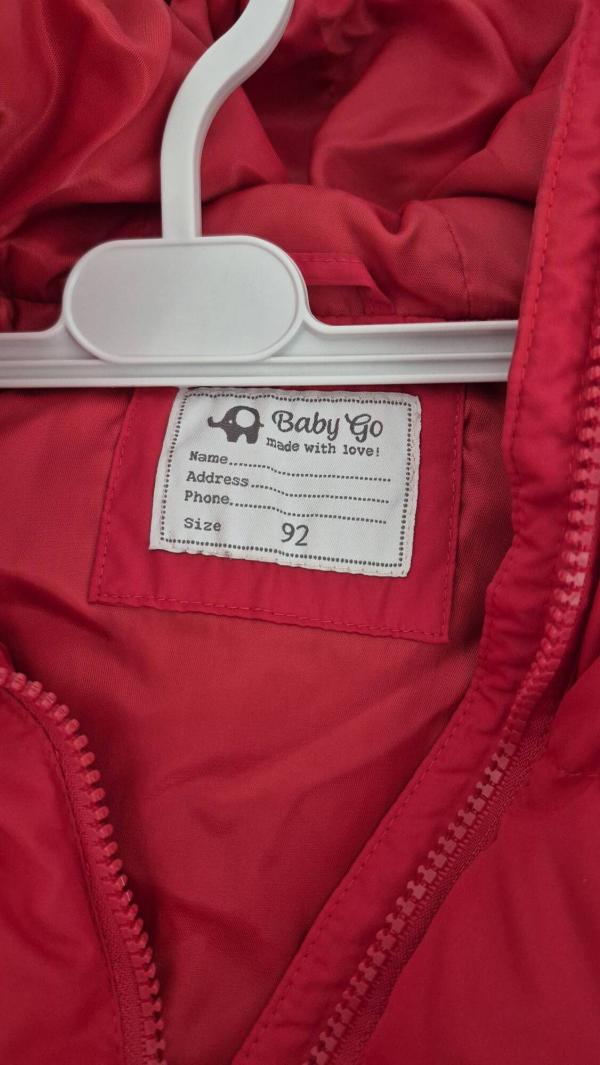 Baby Go
made with love!
Name
Address
Phone
Size 92